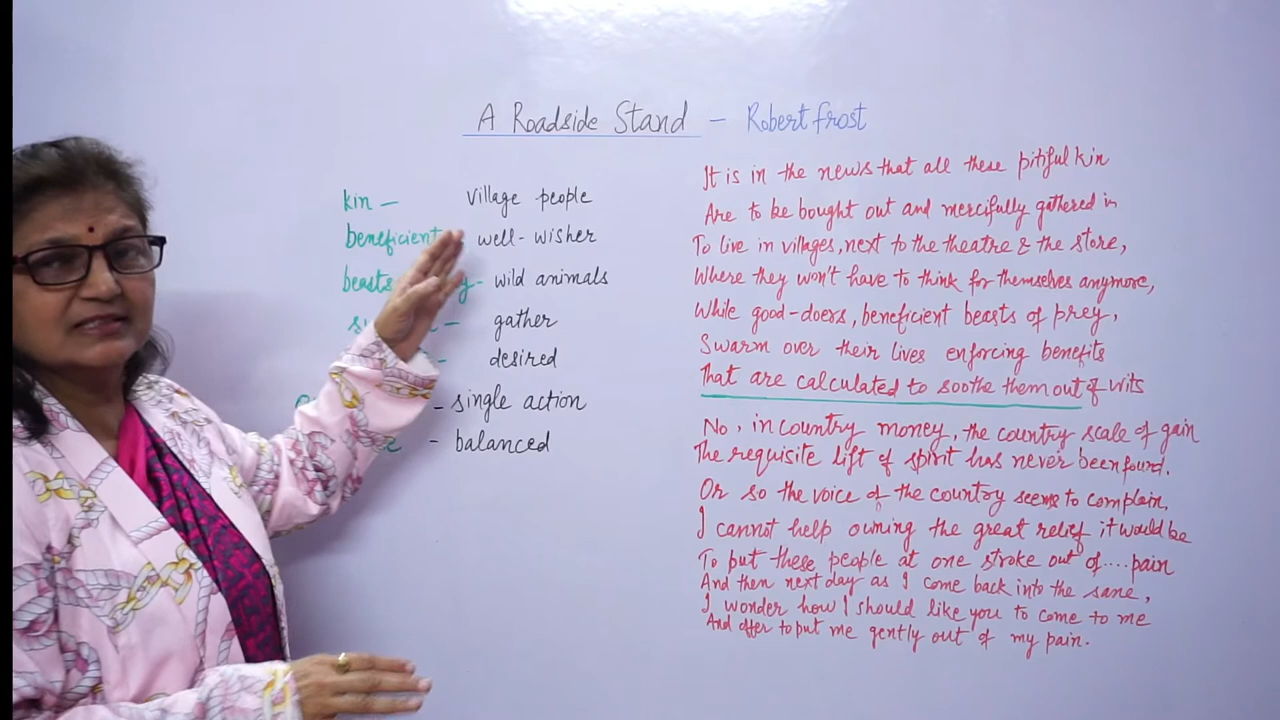 A Roadside Stand – Robert frost
kin – village people
beneficient well-wisher
beasts - wild animals
– gather
- desired
- single action
- balanced
It is in the news that all these pitiful kin
Are to be bought out and mercifully gathered in
To live in villages, next to the theatre & the store,
Where they won't have to think for themselves anymore,
While good-doers, beneficient beasts of prey,
Swarm over their lives enforcing benefits
That are calculated to soothe them out of wits
No, in country money, the country scale of gain
The requisite lift of spirit has never been found.
Or so the voice of the country seems to complain,
I cannot help owning the great relief it would be
To put these people at one stroke out of .... pain
And then next day as I come back into the sane,
I wonder how I should like you to come to me
And offer to put me gently out of my pain.